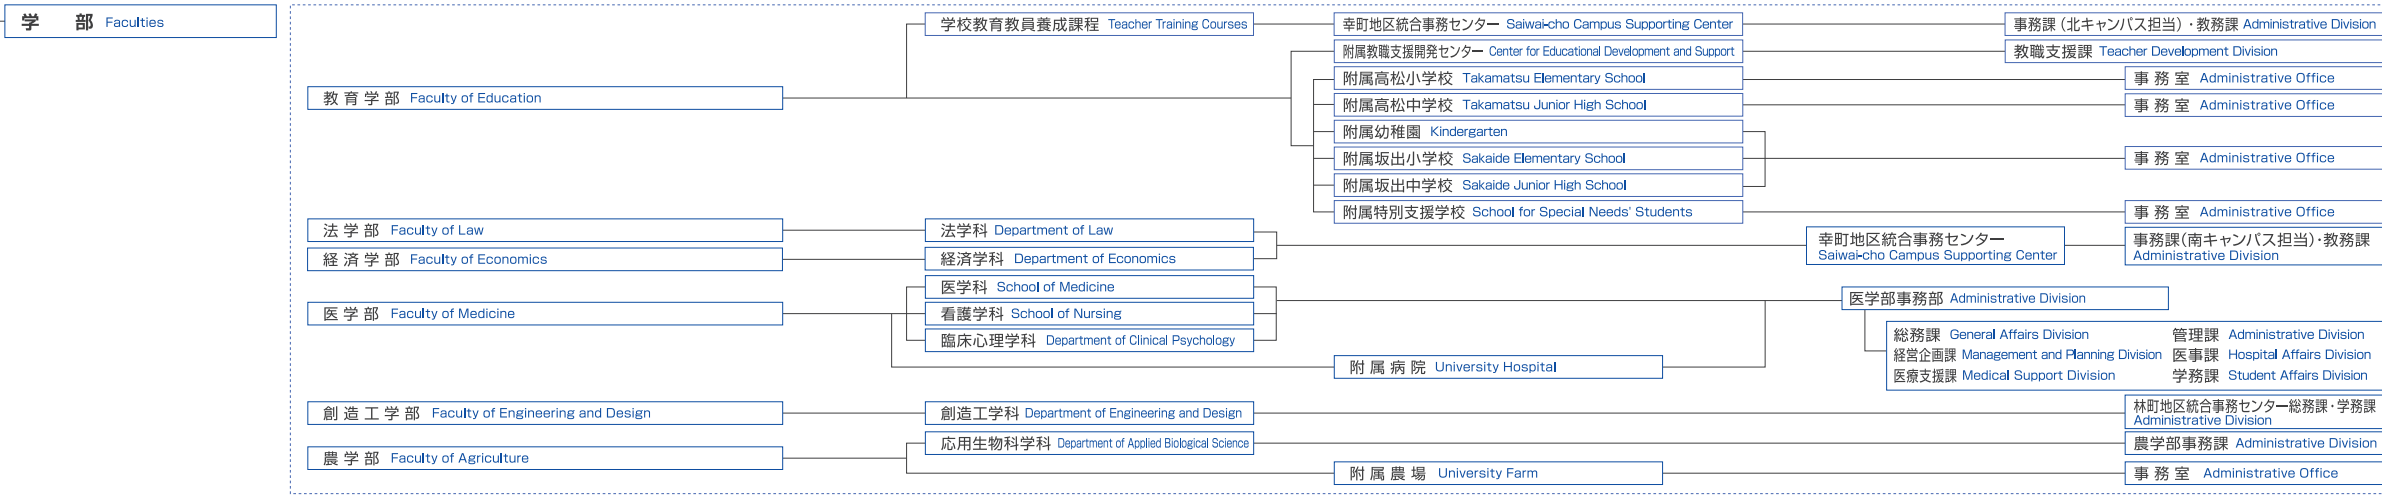 学 部 Faculties
学校教育教員養成課程 Teacher Training Courses
幸町地区統合事務センター Saiwai-cho Campus Supporting Center
事務課（北キャンパス担当）・教務課 Administrative Division
附属教職支援開発センター Center for Educational Development and Support
教職支援課 Teacher Development Division
附属高松小学校 Takamatsu Elementary School
事 務 室 Administrative Office
教 育 学 部 Faculty of Education
附属高松中学校 Takamatsu Junior High School
事 務 室 Administrative Office
附属幼稚園 Kindergarten
附属坂出小学校 Sakaide Elementary School
事 務 室 Administrative Office
附属坂出中学校 Sakaide Junior High School
附属特別支援学校 School for Special Needs' Students
事 務 室 Administrative Office
法 学 部 Faculty of Law
法学科 Department of Law
経 済 学 部 Faculty of Economics
経済学科 Department of Economics
幸町地区統合事務センター
Saiwai-cho Campus Supporting Center
事務課（南キャンパス担当）・教務課
Administrative Division
医 学 部 Faculty of Medicine
医学科 School of Medicine
看護学科 School of Nursing
臨床心理学科 Department of Clinical Psychology
附 属 病 院 University Hospital
医学部事務部 Administrative Division
総務課 General Affairs Division 管理課 Administrative Division
経営企画課 Management and Planning Division 医事課 Hospital Affairs Division
医療支援課 Medical Support Division 学務課 Student Affairs Division
創 造 工 学 部 Faculty of Engineering and Design
創造工学科 Department of Engineering and Design
林町地区統合事務センター総務課・学務課
Administrative Division
農 学 部 Faculty of Agriculture
応用生物科学科 Department of Applied Biological Science
農学部事務課 Administrative Division
附 属 農 場 University Farm
事 務 室 Administrative Office